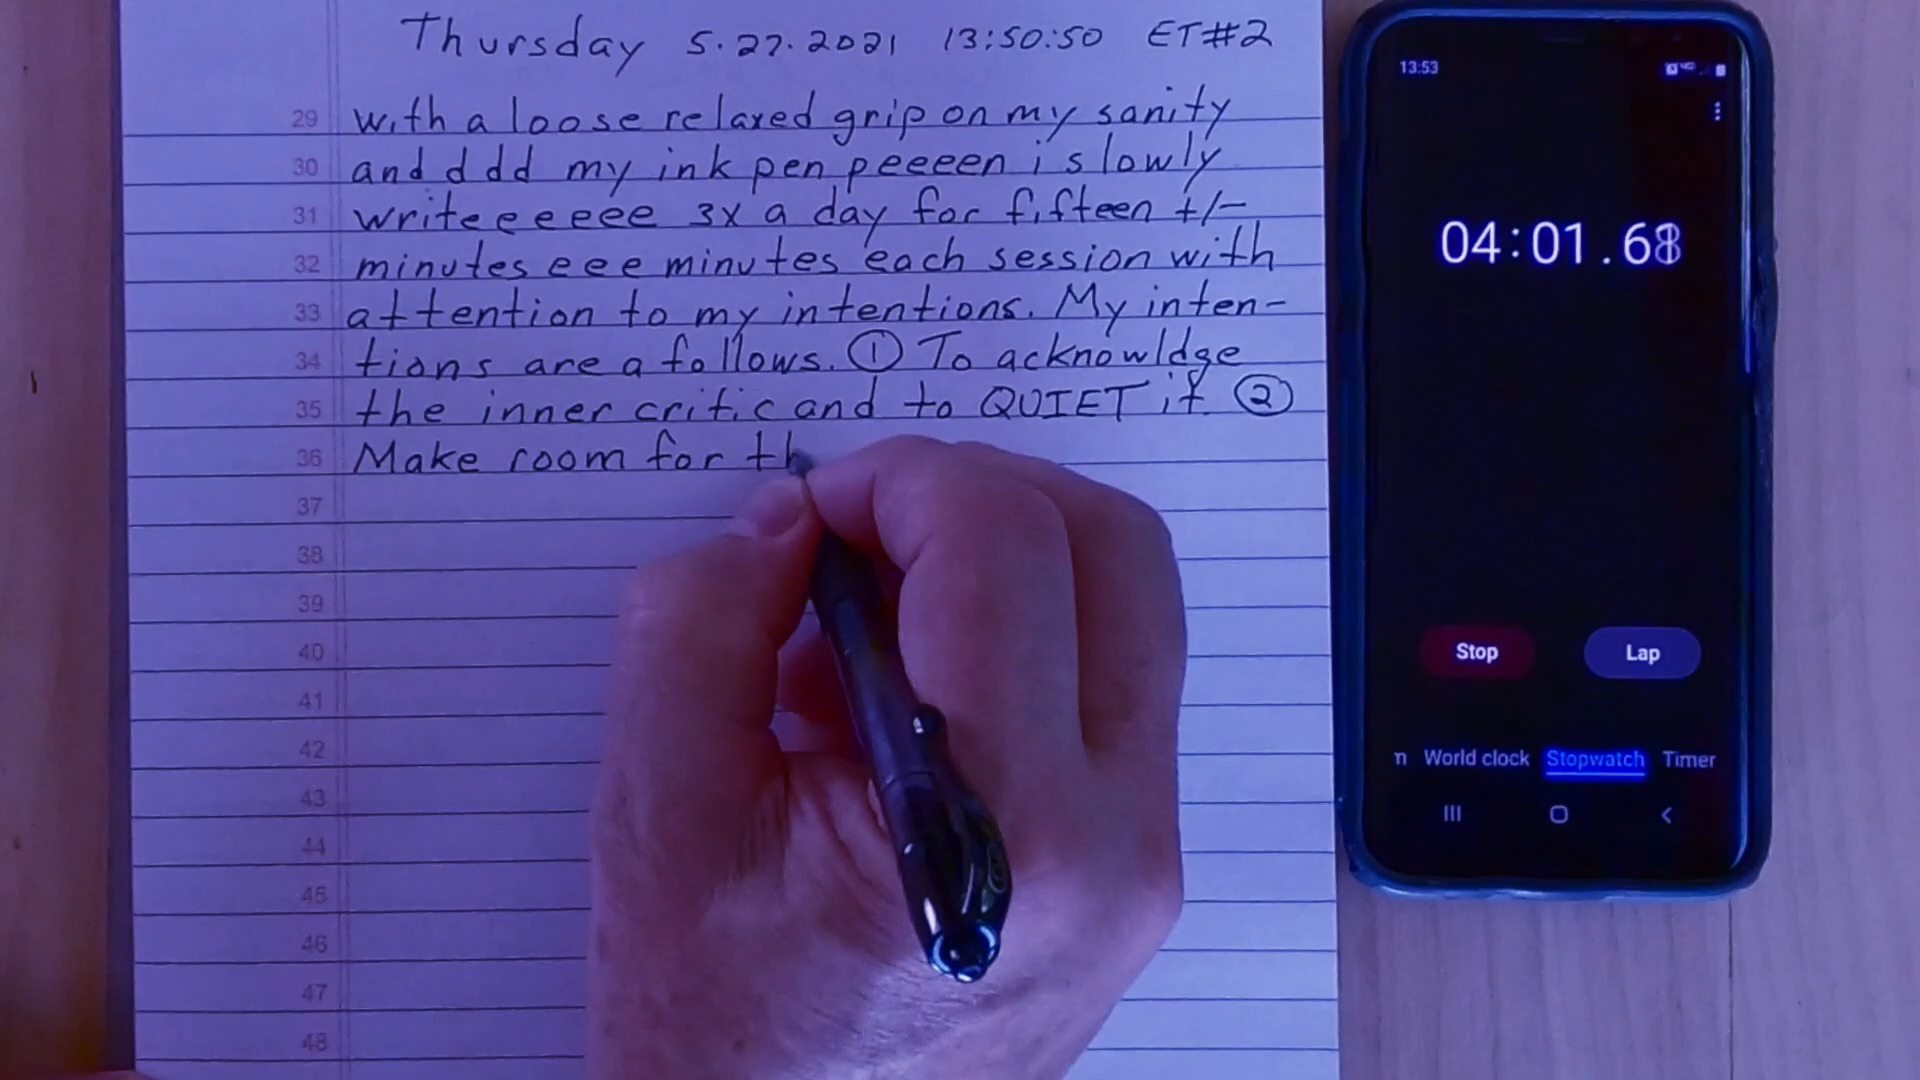 Thursday 5.27.2021 13:50:50 ET#2
29 with a loose relaxed grip on my sanity
30 and d dd my ink pen peeeen i slowly
31 writeeeeee 3x a day for fifteen +/-
32 minutes eee minutes each session with
33 attention to my intentions. My inten-
34 tions are a follows. ① To acknowldge
35 the inner critic and to QUIET it. ②
36 Make room for th
37
38
39
40
41
42
43
44
45
46
47
48
13:53
04:01.68
Stop Lap
n World clock Stopwatch Timer